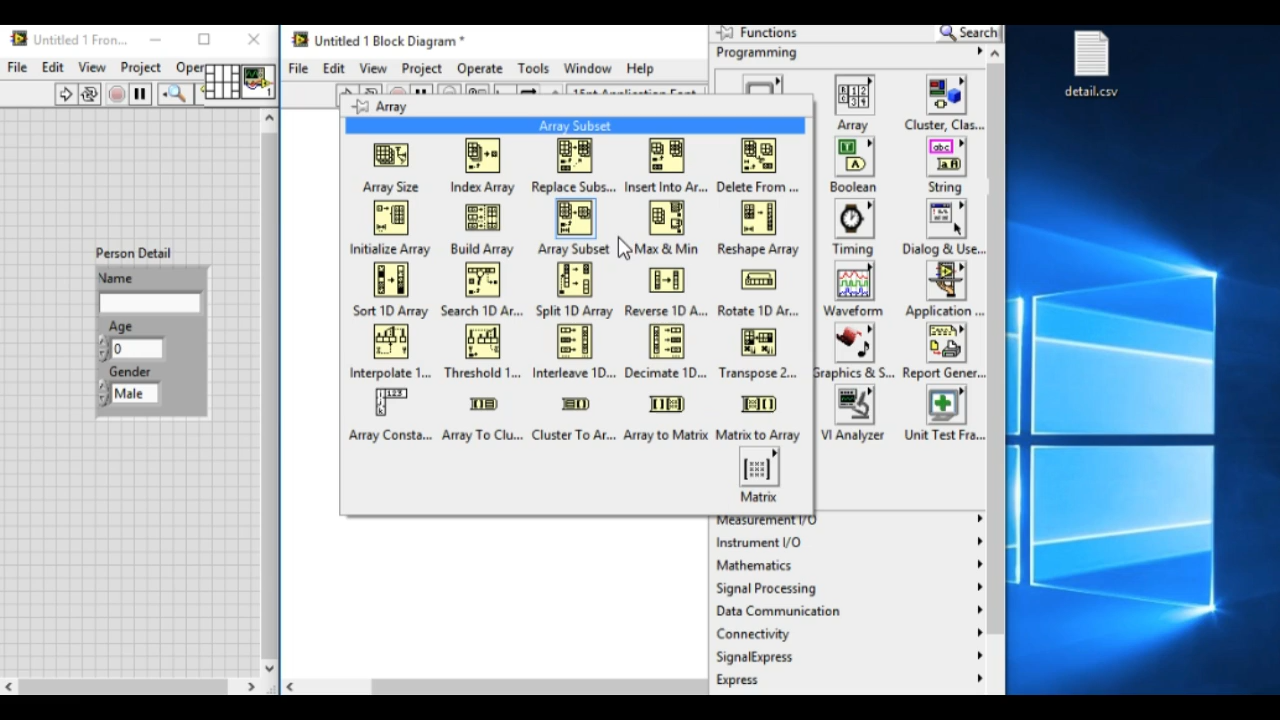 Untitled 1 Fron...
File Edit View Project Oper
1
Person Detail
Name
Age
0
Gender
Male
Untitled 1 Block Diagram *
File Edit View Project Operate Tools Window Help
Array
Array Subset
Array Size Index Array Replace Subs... Insert Into Ar... Delete From ...
Initialize Array Build Array Array Subset Max & Min Reshape Array
Sort 1D Array Search 1D Ar... Split 1D Array Reverse 1D A... Rotate 1D Ar...
Interpolate 1... Threshold 1... Interleave 1D... Decimate 1D... Transpose 2...
Array Consta... Array To Clu... Cluster To Ar... Array to Matrix Matrix to Array
Matrix
Functions Search
Programming
Array Cluster, Clas...
Boolean String
Timing Dialog & Use...
Waveform Application ...
Graphics & S... Report Gener...
VI Analyzer Unit Test Fra...
Measurement I/O
Instrument I/O
Mathematics
Signal Processing
Data Communication
Connectivity
SignalExpress
Express
detail.csv